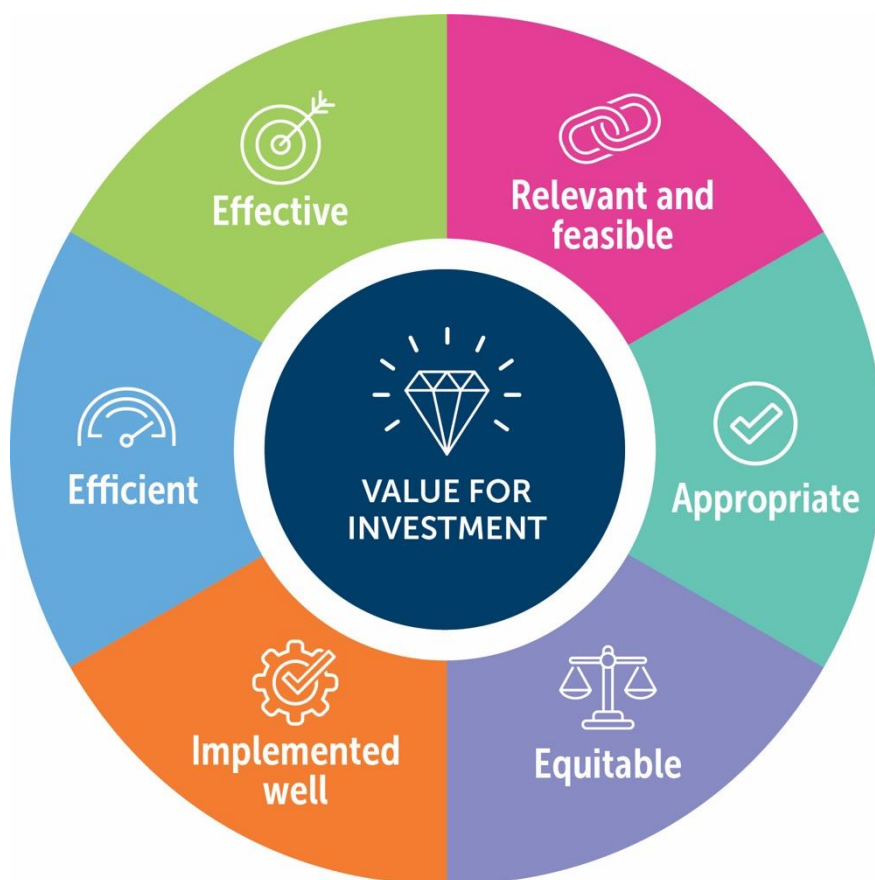 Effective
Relevant and
feasible
Efficient
VALUE FOR
INVESTMENT
Appropriate
Implemented
well
Equitable